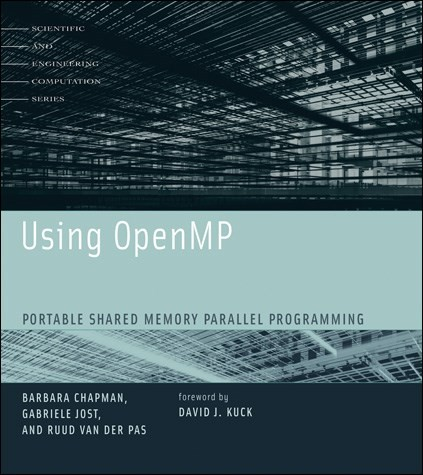 SCIENTIFIC
AND
ENGINEERING
COMPUTATION
SERIES
Using OpenMP
PORTABLE SHARED MEMORY PARALLEL PROGRAMMING
BARBARA CHAPMAN,
GABRIELE JOST,
AND RUUD VAN DER PAS
foreword by
DAVID J. KUCK